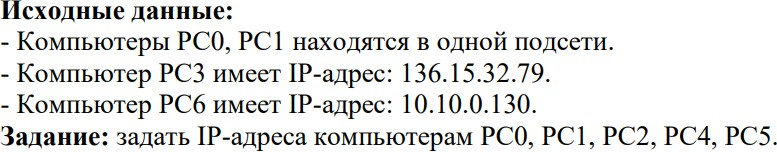 Исходные данные:
- Компьютеры PC0, PC1 находятся в одной подсети.
- Компьютер PC3 имеет IP-адрес: 136.15.32.79.
- Компьютер PC6 имеет IP-адрес: 10.10.0.130.
Задание: задать IP-адреса компьютерам PC0, PC1, PC2, PC4, PC5.